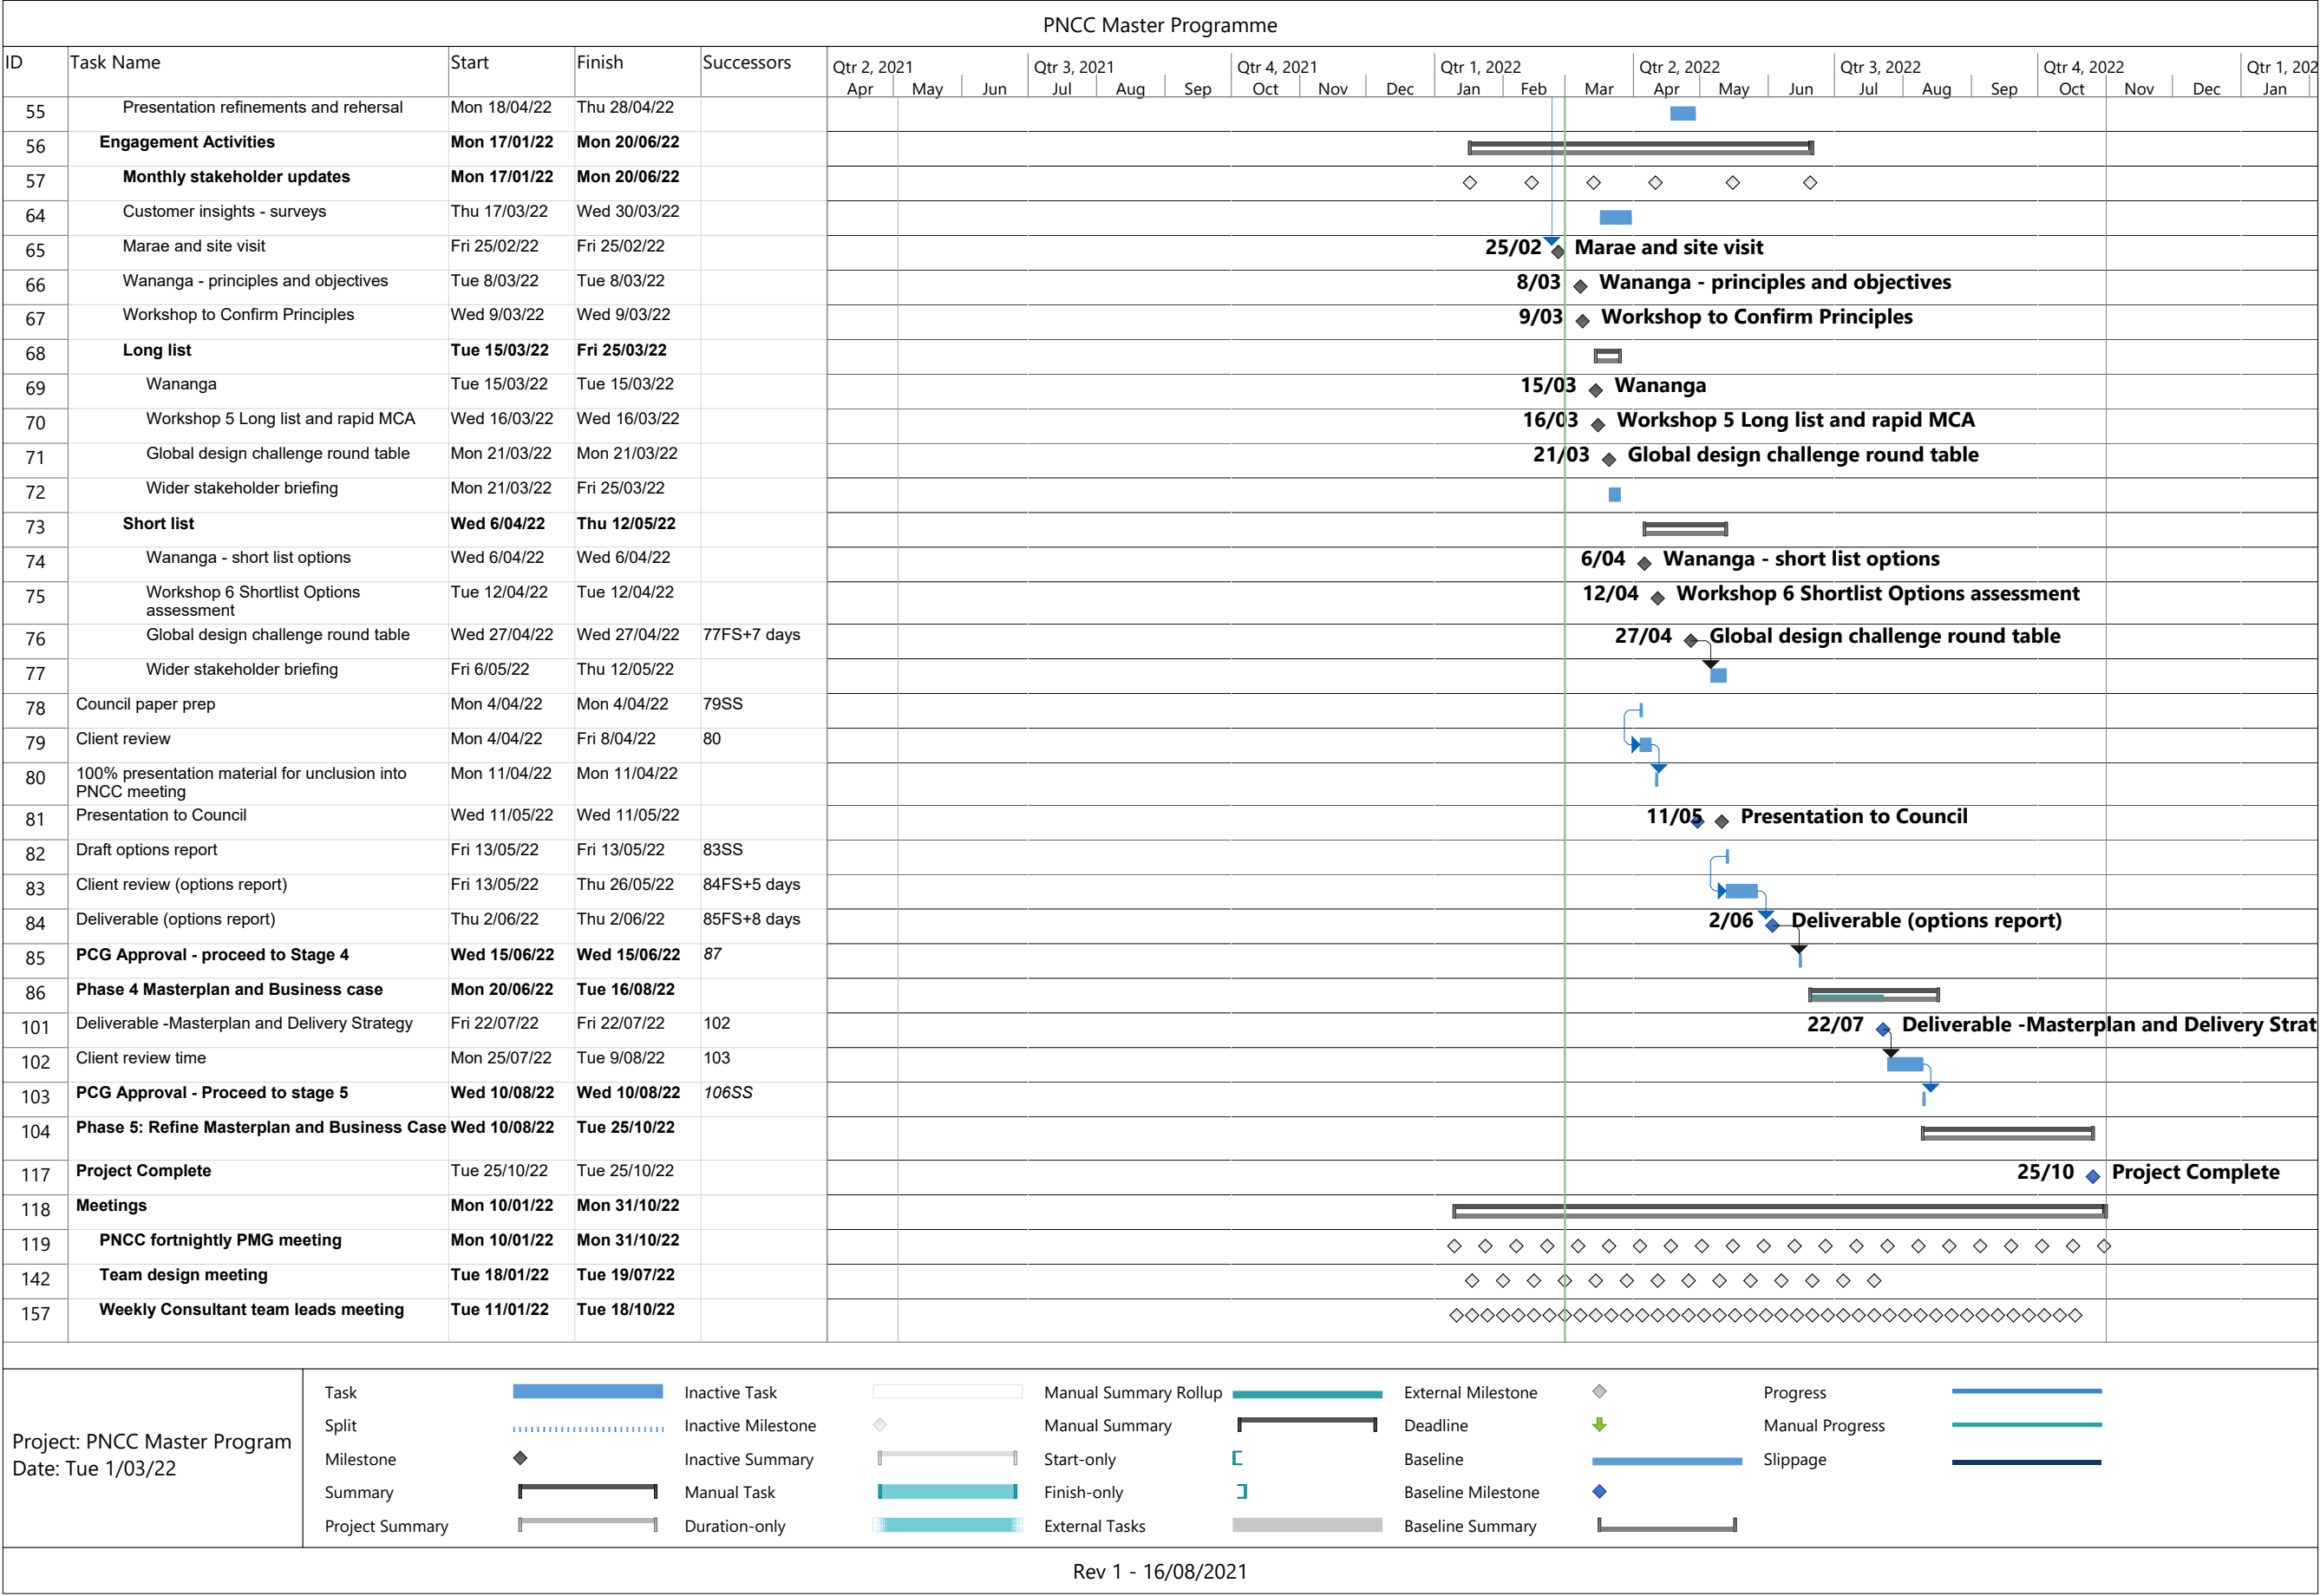 PNCC Master Programme
ID Task Name Start Finish Successors Qtr 2, 2021 Qtr 3, 2021 Qtr 4, 2021 Qtr 1, 2022 Qtr 2, 2022 Qtr 3, 2022 Qtr 4, 2022 Qtr 1, 202
Apr May Jun Jul Aug Sep Oct Nov Dec Jan Feb Mar Apr May Jun Jul Aug Sep Oct Nov Dec Jan
55 Presentation refinements and rehersal Mon 18/04/22 Thu 28/04/22
56 Engagement Activities Mon 17/01/22 Mon 20/06/22
57 Monthly stakeholder updates Mon 17/01/22 Mon 20/06/22
64 Customer insights - surveys Thu 17/03/22 Wed 30/03/22
65 Marae and site visit Fri 25/02/22 Fri 25/02/22 25/02 Marae and site visit
66 Wananga - principles and objectives Tue 8/03/22 Tue 8/03/22 8/03 Wananga - principles and objectives
67 Workshop to Confirm Principles Wed 9/03/22 Wed 9/03/22 9/03 Workshop to Confirm Principles
68 Long list Tue 15/03/22 Fri 25/03/22
69 Wananga Tue 15/03/22 Tue 15/03/22 15/03 Wananga
70 Workshop 5 Long list and rapid MCA Wed 16/03/22 Wed 16/03/22 16/03 Workshop 5 Long list and rapid MCA
71 Global design challenge round table Mon 21/03/22 Mon 21/03/22 21/03 Global design challenge round table
72 Wider stakeholder briefing Mon 21/03/22 Fri 25/03/22
73 Short list Wed 6/04/22 Thu 12/05/22
74 Wananga - short list options Wed 6/04/22 Wed 6/04/22 6/04 Wananga - short list options
75 Workshop 6 Shortlist Options Tue 12/04/22 Tue 12/04/22 12/04 Workshop 6 Shortlist Options assessment
assessment
76 Global design challenge round table Wed 27/04/22 Wed 27/04/22 77FS+7 days 27/04 Global design challenge round table
77 Wider stakeholder briefing Fri 6/05/22 Thu 12/05/22
78 Council paper prep Mon 4/04/22 Mon 4/04/22 79SS
79 Client review Mon 4/04/22 Fri 8/04/22 80
80 100% presentation material for unclusion into Mon 11/04/22 Mon 11/04/22
PNCC meeting
81 Presentation to Council Wed 11/05/22 Wed 11/05/22 11/05 Presentation to Council
82 Draft options report Fri 13/05/22 Fri 13/05/22 83SS
83 Client review (options report) Fri 13/05/22 Thu 26/05/22 84FS+5 days
84 Deliverable (options report) Thu 2/06/22 Thu 2/06/22 85FS+8 days 2/06 Deliverable (options report)
85 PCG Approval - proceed to Stage 4 Wed 15/06/22 Wed 15/06/22 87
86 Phase 4 Masterplan and Business case Mon 20/06/22 Tue 16/08/22
101 Deliverable -Masterplan and Delivery Strategy Fri 22/07/22 Fri 22/07/22 102 22/07 Deliverable -Masterplan and Delivery Strat
102 Client review time Mon 25/07/22 Tue 9/08/22 103
103 PCG Approval - Proceed to stage 5 Wed 10/08/22 Wed 10/08/22 106SS
104 Phase 5: Refine Masterplan and Business Case Wed 10/08/22 Tue 25/10/22
117 Project Complete Tue 25/10/22 Tue 25/10/22 25/10 Project Complete
118 Meetings Mon 10/01/22 Mon 31/10/22
119 PNCC fortnightly PMG meeting Mon 10/01/22 Mon 31/10/22
142 Team design meeting Tue 18/01/22 Tue 19/07/22
157 Weekly Consultant team leads meeting Tue 11/01/22 Tue 18/10/22
Project: PNCC Master Program
Date: Tue 1/03/22
Task Inactive Task Manual Summary Rollup External Milestone Progress
Split Inactive Milestone Manual Summary Deadline Manual Progress
Milestone Inactive Summary Start-only Baseline Slippage
Summary Manual Task Finish-only Baseline Milestone
Project Summary Duration-only External Tasks Baseline Summary
Rev 1 - 16/08/2021